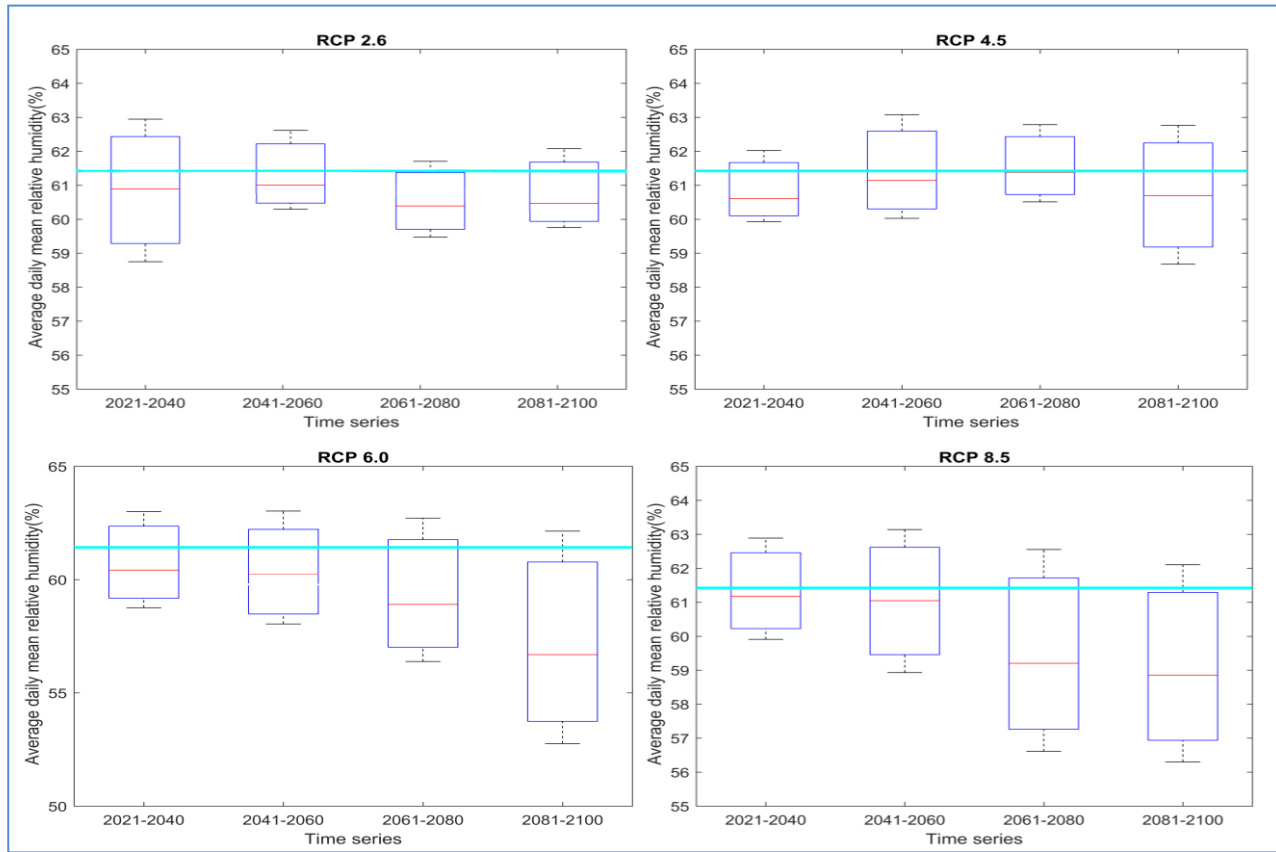 RCP 2.6
Average daily mean relative humidity(%)
65
64
63
62
61
60
59
58
57
56
55
2021-2040 2041-2060 2061-2080 2081-2100
Time series
RCP 4.5
Average daily mean relative humidity(%)
65
64
63
62
61
60
59
58
57
56
55
2021-2040 2041-2060 2061-2080 2081-2100
Time series
RCP 6.0
Average daily mean relative humidity(%)
65
60
55
50
2021-2040 2041-2060 2061-2080 2081-2100
Time series
RCP 8.5
Average daily mean relative humidity(%)
65
64
63
62
61
60
59
58
57
56
55
2021-2040 2041-2060 2061-2080 2081-2100
Time series